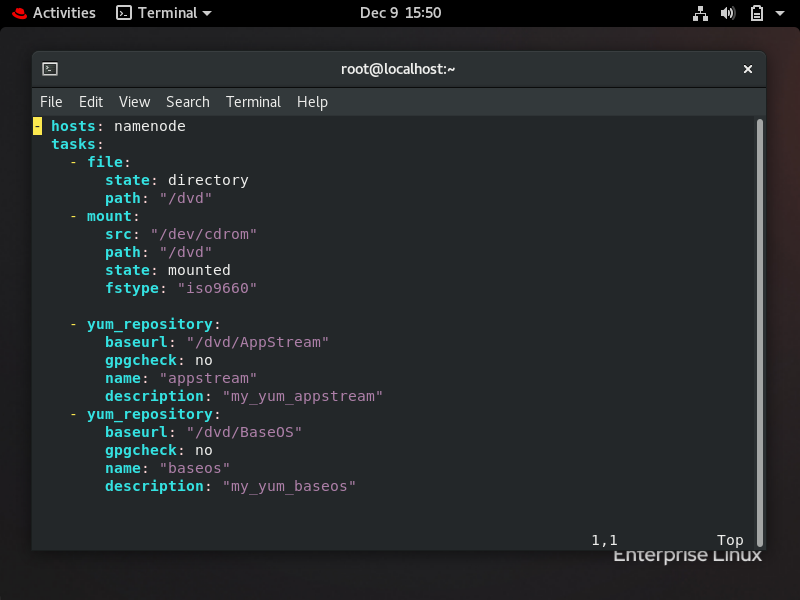 Activities Terminal Dec 9 15:50
root@localhost:~
File Edit View Search Terminal Help
- hosts: namenode
  tasks:
    - file:
        state: directory
        path: "/dvd"
    - mount:
        src: "/dev/cdrom"
        path: "/dvd"
        state: mounted
        fstype: "iso9660"

    - yum_repository:
        baseurl: "/dvd/AppStream"
        gpgcheck: no
        name: "appstream"
        description: "my_yum_appstream"
    - yum_repository:
        baseurl: "/dvd/BaseOS"
        gpgcheck: no
        name: "baseos"
        description: "my_yum_baseos"
1,1 Top
Enterprise Linux